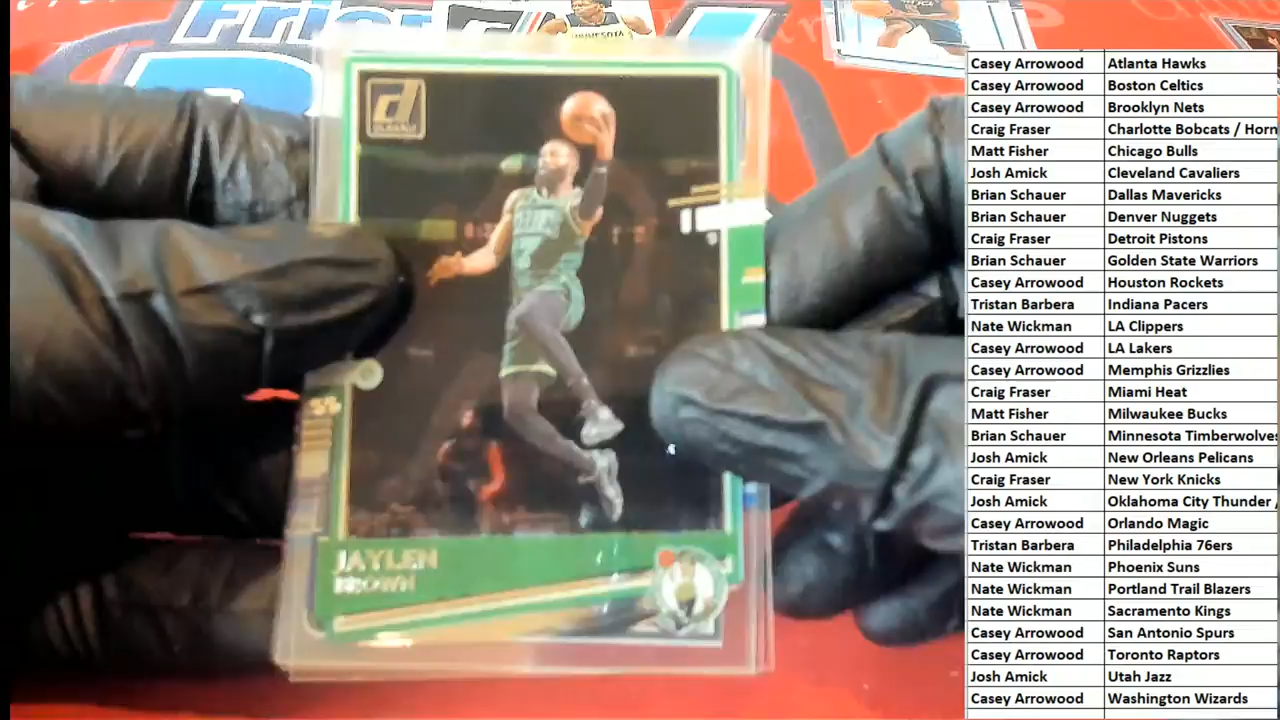 MINNESOTA
d
JAYLEN
BROWN
Casey Arrowood Atlanta Hawks
Casey Arrowood Boston Celtics
Casey Arrowood Brooklyn Nets
Craig Fraser Charlotte Bobcats / Horn
Matt Fisher Chicago Bulls
Josh Amick Cleveland Cavaliers
Brian Schauer Dallas Mavericks
Brian Schauer Denver Nuggets
Craig Fraser Detroit Pistons
Brian Schauer Golden State Warriors
Casey Arrowood Houston Rockets
Tristan Barbera Indiana Pacers
Nate Wickman LA Clippers
Casey Arrowood LA Lakers
Casey Arrowood Memphis Grizzlies
Craig Fraser Miami Heat
Matt Fisher Milwaukee Bucks
Brian Schauer Minnesota Timberwolves
Josh Amick New Orleans Pelicans
Craig Fraser New York Knicks
Josh Amick Oklahoma City Thunder /
Casey Arrowood Orlando Magic
Tristan Barbera Philadelphia 76ers
Nate Wickman Phoenix Suns
Nate Wickman Portland Trail Blazers
Nate Wickman Sacramento Kings
Casey Arrowood San Antonio Spurs
Casey Arrowood Toronto Raptors
Josh Amick Utah Jazz
Casey Arrowood Washington Wizards